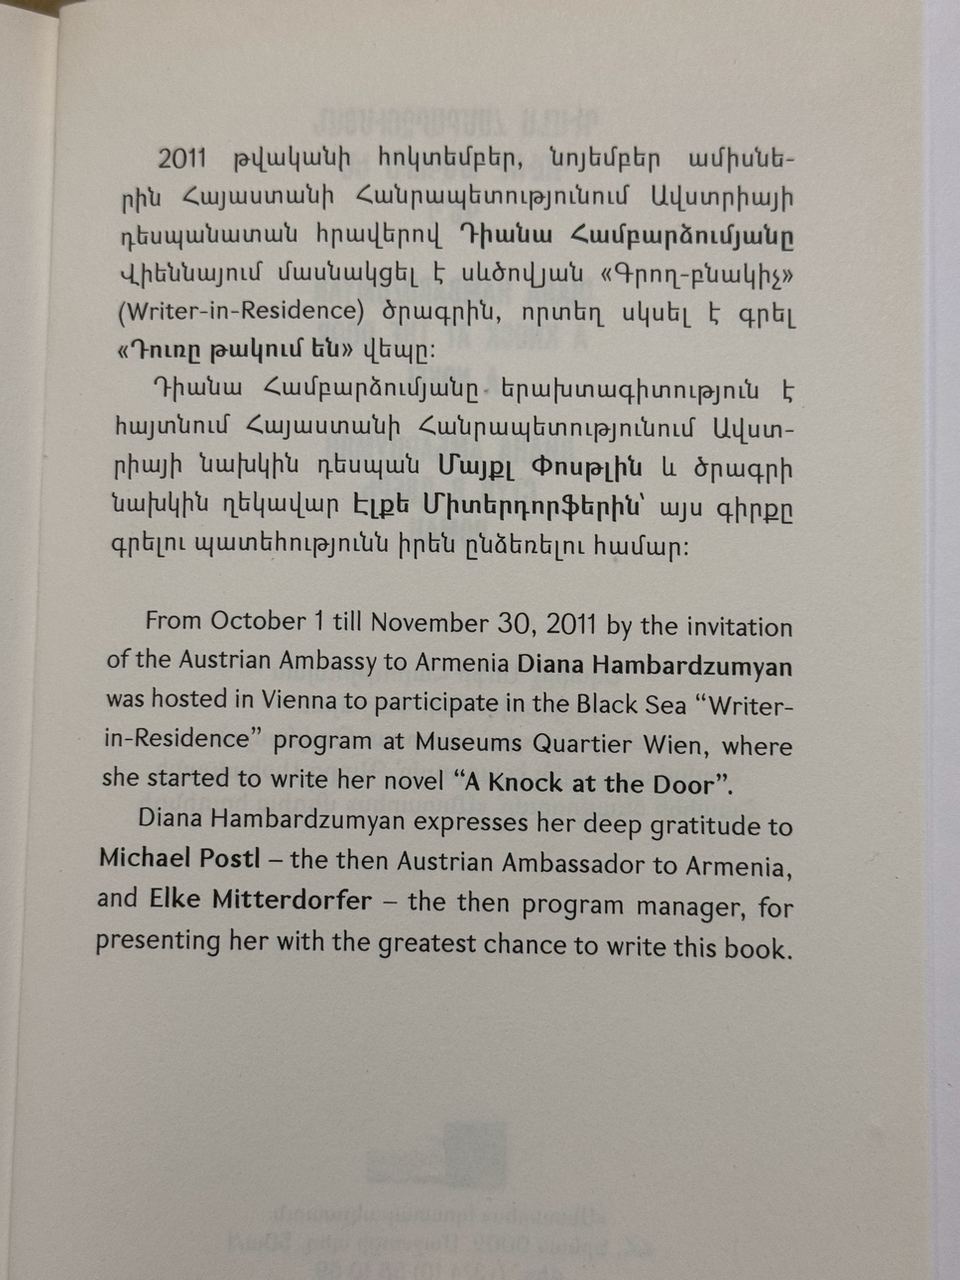 2011 թվականի հոկտեմբեր, նոյեմբեր ամիսնե-
րին Հայաստանի Հանրապետությունում Ավստրիայի
դեսպանատան հրավերով Դիանա Համբարձումյանը
Վիեննայում մասնակցել է սևծովյան «Գրող-բնակիչ»
(Writer-in-Residence) ծրագրին, որտեղ սկսել է գրել
«Դուռը թակում են» վեպը:
Դիանա Համբարձումյանը երախտագիտություն է
հայտնում Հայաստանի Հանրապետությունում Ավստ-
րիայի նախկին դեսպան Մայքլ Փոսթլին և ծրագրի
նախկին ղեկավար Էլքե Միտերդորֆերին՝ այս գիրքը
գրելու պատեհությունն իրեն ընձեռելու համար:
From October 1 till November 30, 2011 by the invitation
of the Austrian Ambassy to Armenia Diana Hambardzumyan
was hosted in Vienna to participate in the Black Sea “Writer-
in-Residence” program at Museums Quartier Wien, where
she started to write her novel “A Knock at the Door”.
Diana Hambardzumyan expresses her deep gratitude to
Michael Postl – the then Austrian Ambassador to Armenia,
and Elke Mitterdorfer – the then program manager, for
presenting her with the greatest chance to write this book.